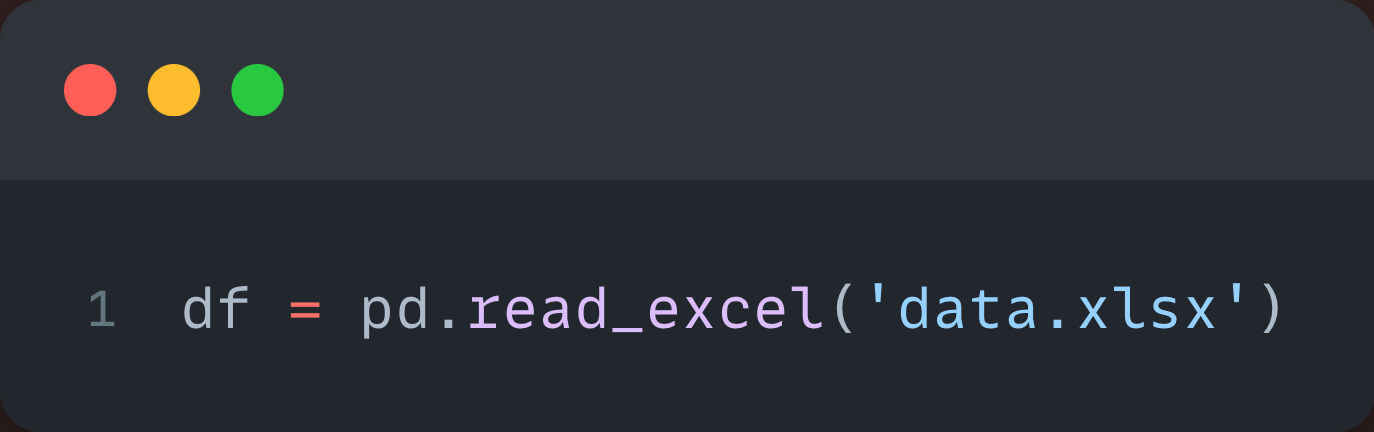 1 df = pd.read_excel('data.xlsx')